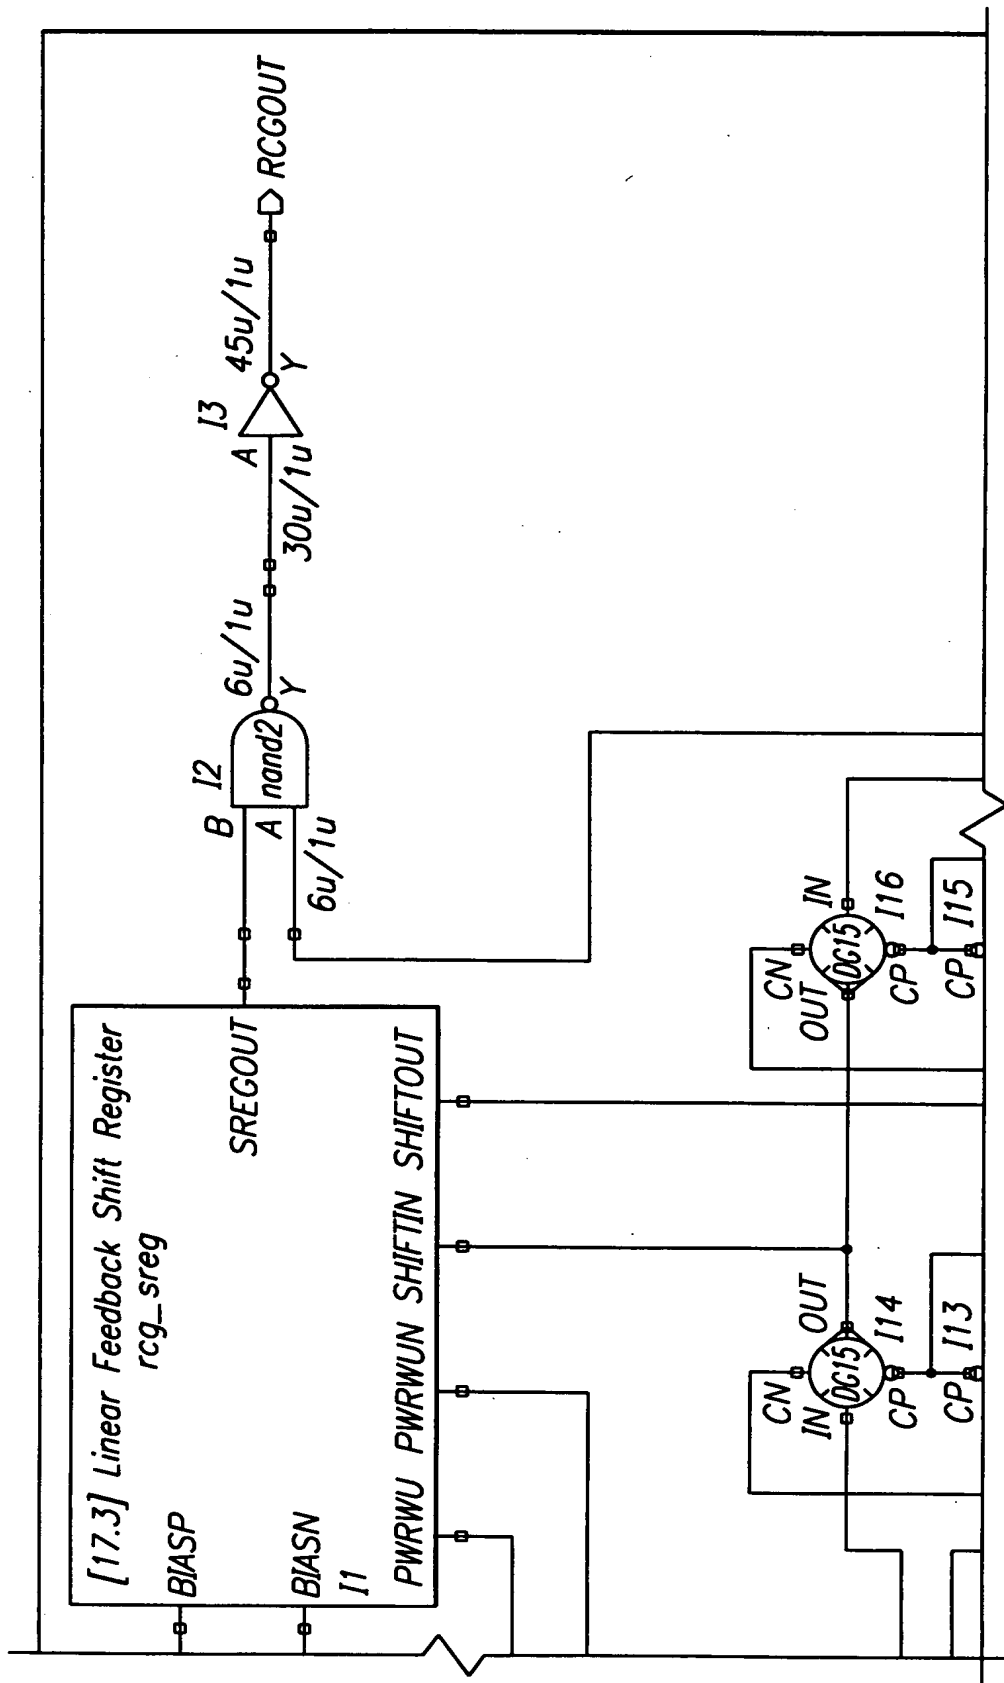 [17.3] Linear Feedback Shift Register
rcg_sreg
BIASP
SREGOUT
BIASN
I1
PWRWU PWRWUN SHIFTIN SHIFTOUT
I2
B
nand2
A
6u/1u
6u/1u
Y
I3
A
30u/1u
45u/1u
Y
RCGOUT
CN
IN
DG15
OUT
I14
CP
I13
CP
CN
OUT
DG15
IN
I16
CP
I15
CP